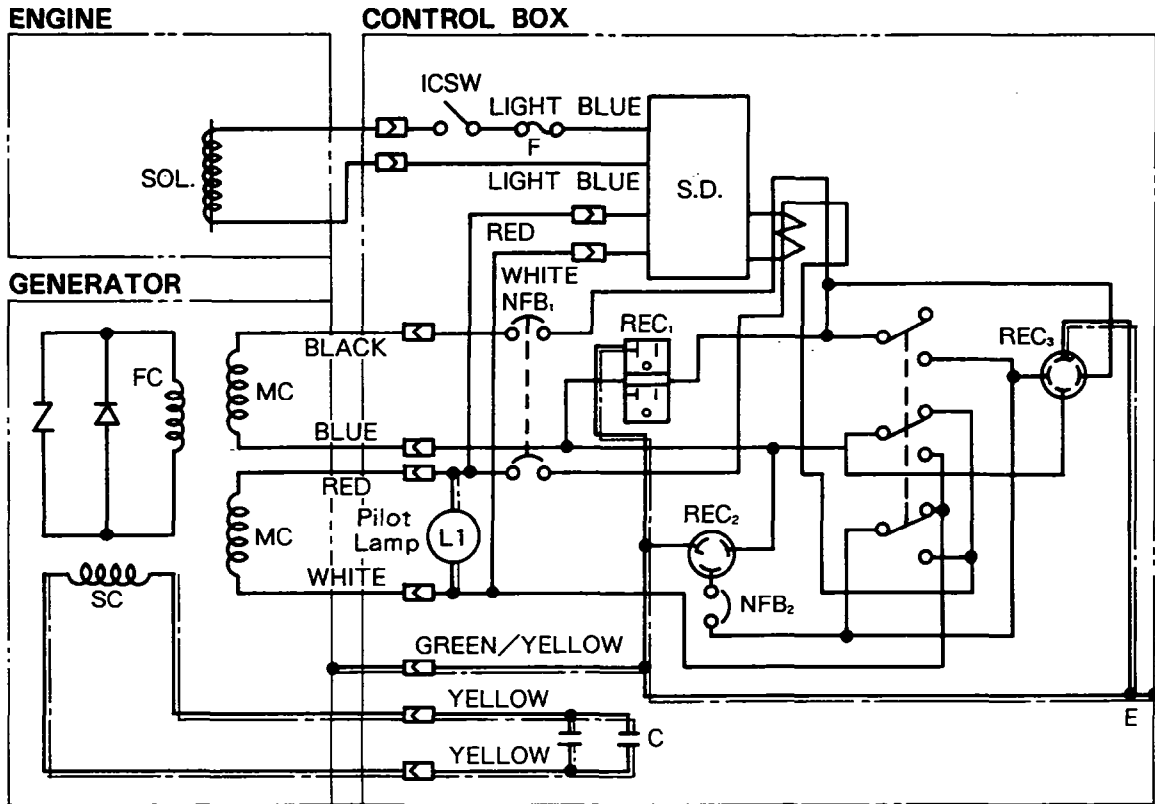 ENGINE
CONTROL BOX
ICSW
LIGHT BLUE
F
SOL.
LIGHT BLUE
S.D.
RED
WHITE
GENERATOR
NFB₁
REC₁
BLACK
REC₃
FC
MC
BLUE
RED
Pilot
Lamp
L1
REC₂
MC
WHITE
SC
NFB₂
GREEN/YELLOW
YELLOW
C
E
YELLOW